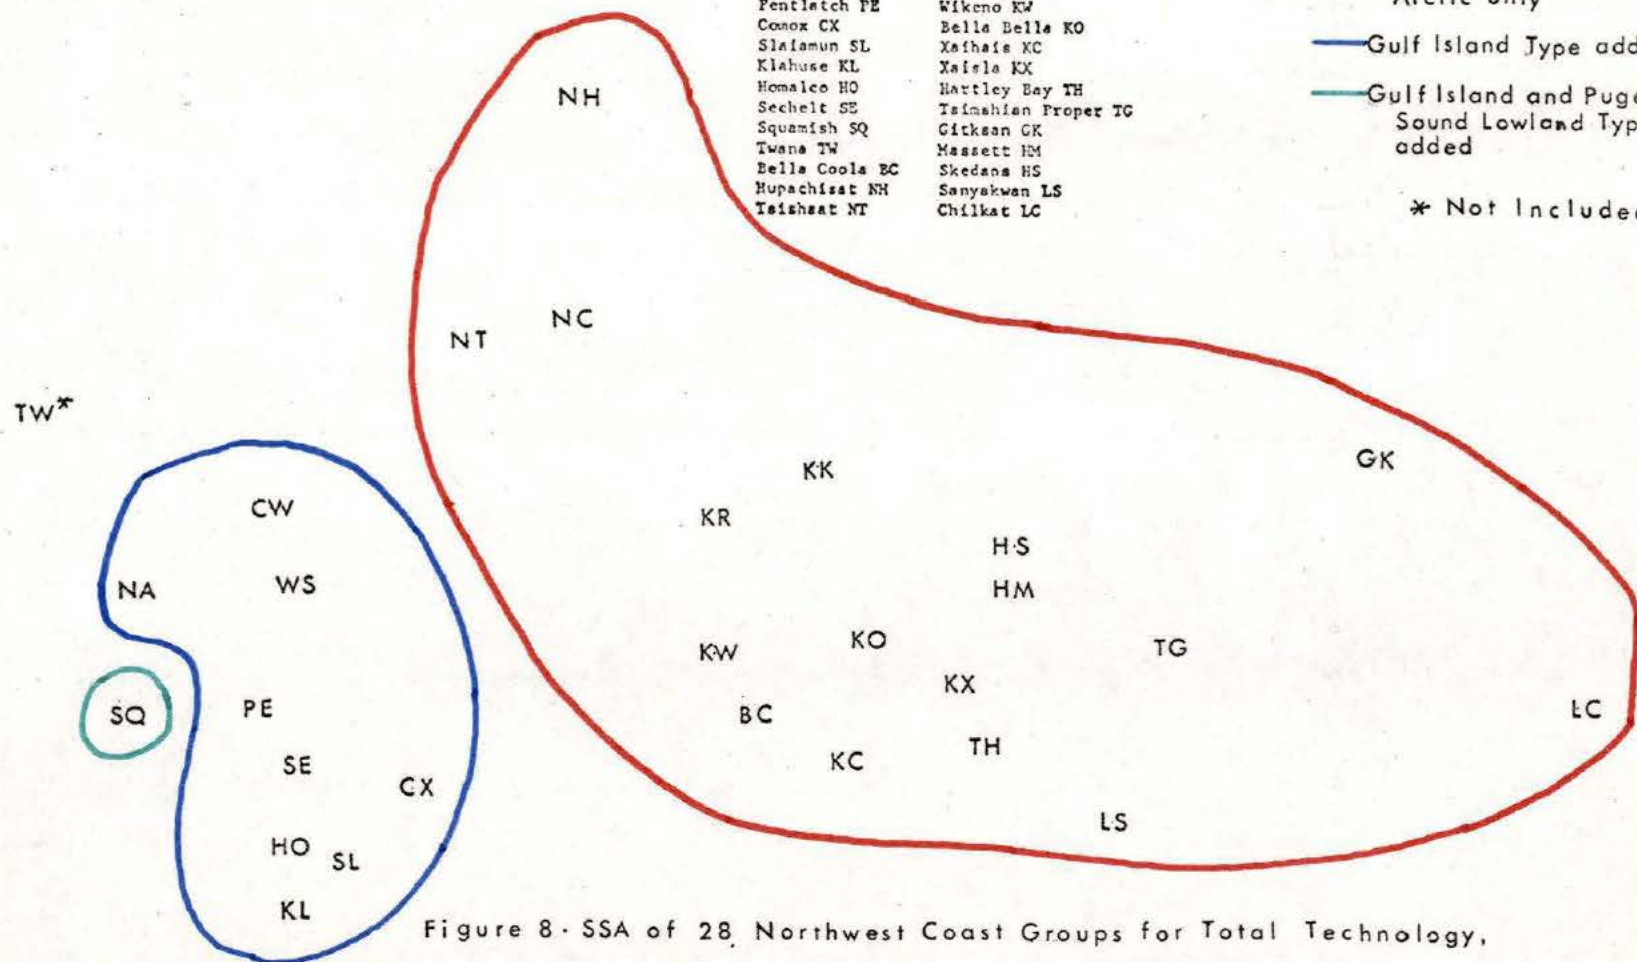 Pentlatch PE
Comox CX
Slaiamun SL
Klahuse KL
Homalco HO
Sechelt SE
Squamish SQ
Twana TW
Bella Coola BC
Hupachisat NH
Tsishaat NT
Wikeno KW
Bella Bella KO
Xaihais KC
Xaisla KX
Hartley Bay TH
Tsimshian Proper TG
Gitksan GK
Massett HM
Skedans HS
Sanyakwan LS
Chilkat LC
Arctic only
Gulf Island Type add
Gulf Island and Puge
Sound Lowland Typ
added
* Not Include
NH
NC
NT
TW*
KK
GK
CW
KR
HS
WS
NA
HM
KO
KW
TG
KX
SQ
PE
BC
LC
TH
SE
KC
CX
LS
HO
SL
KL
Figure 8. SSA of 28 Northwest Coast Groups for Total Technology,